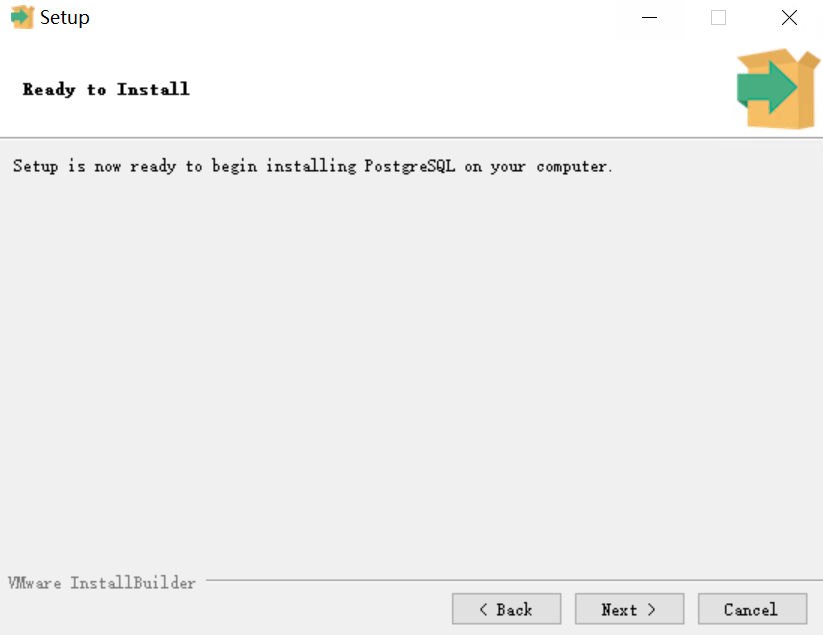 Setup
Ready to Install
Setup is now ready to begin installing PostgreSQL on your computer.
VMware InstallBuilder
< Back
Next >
Cancel